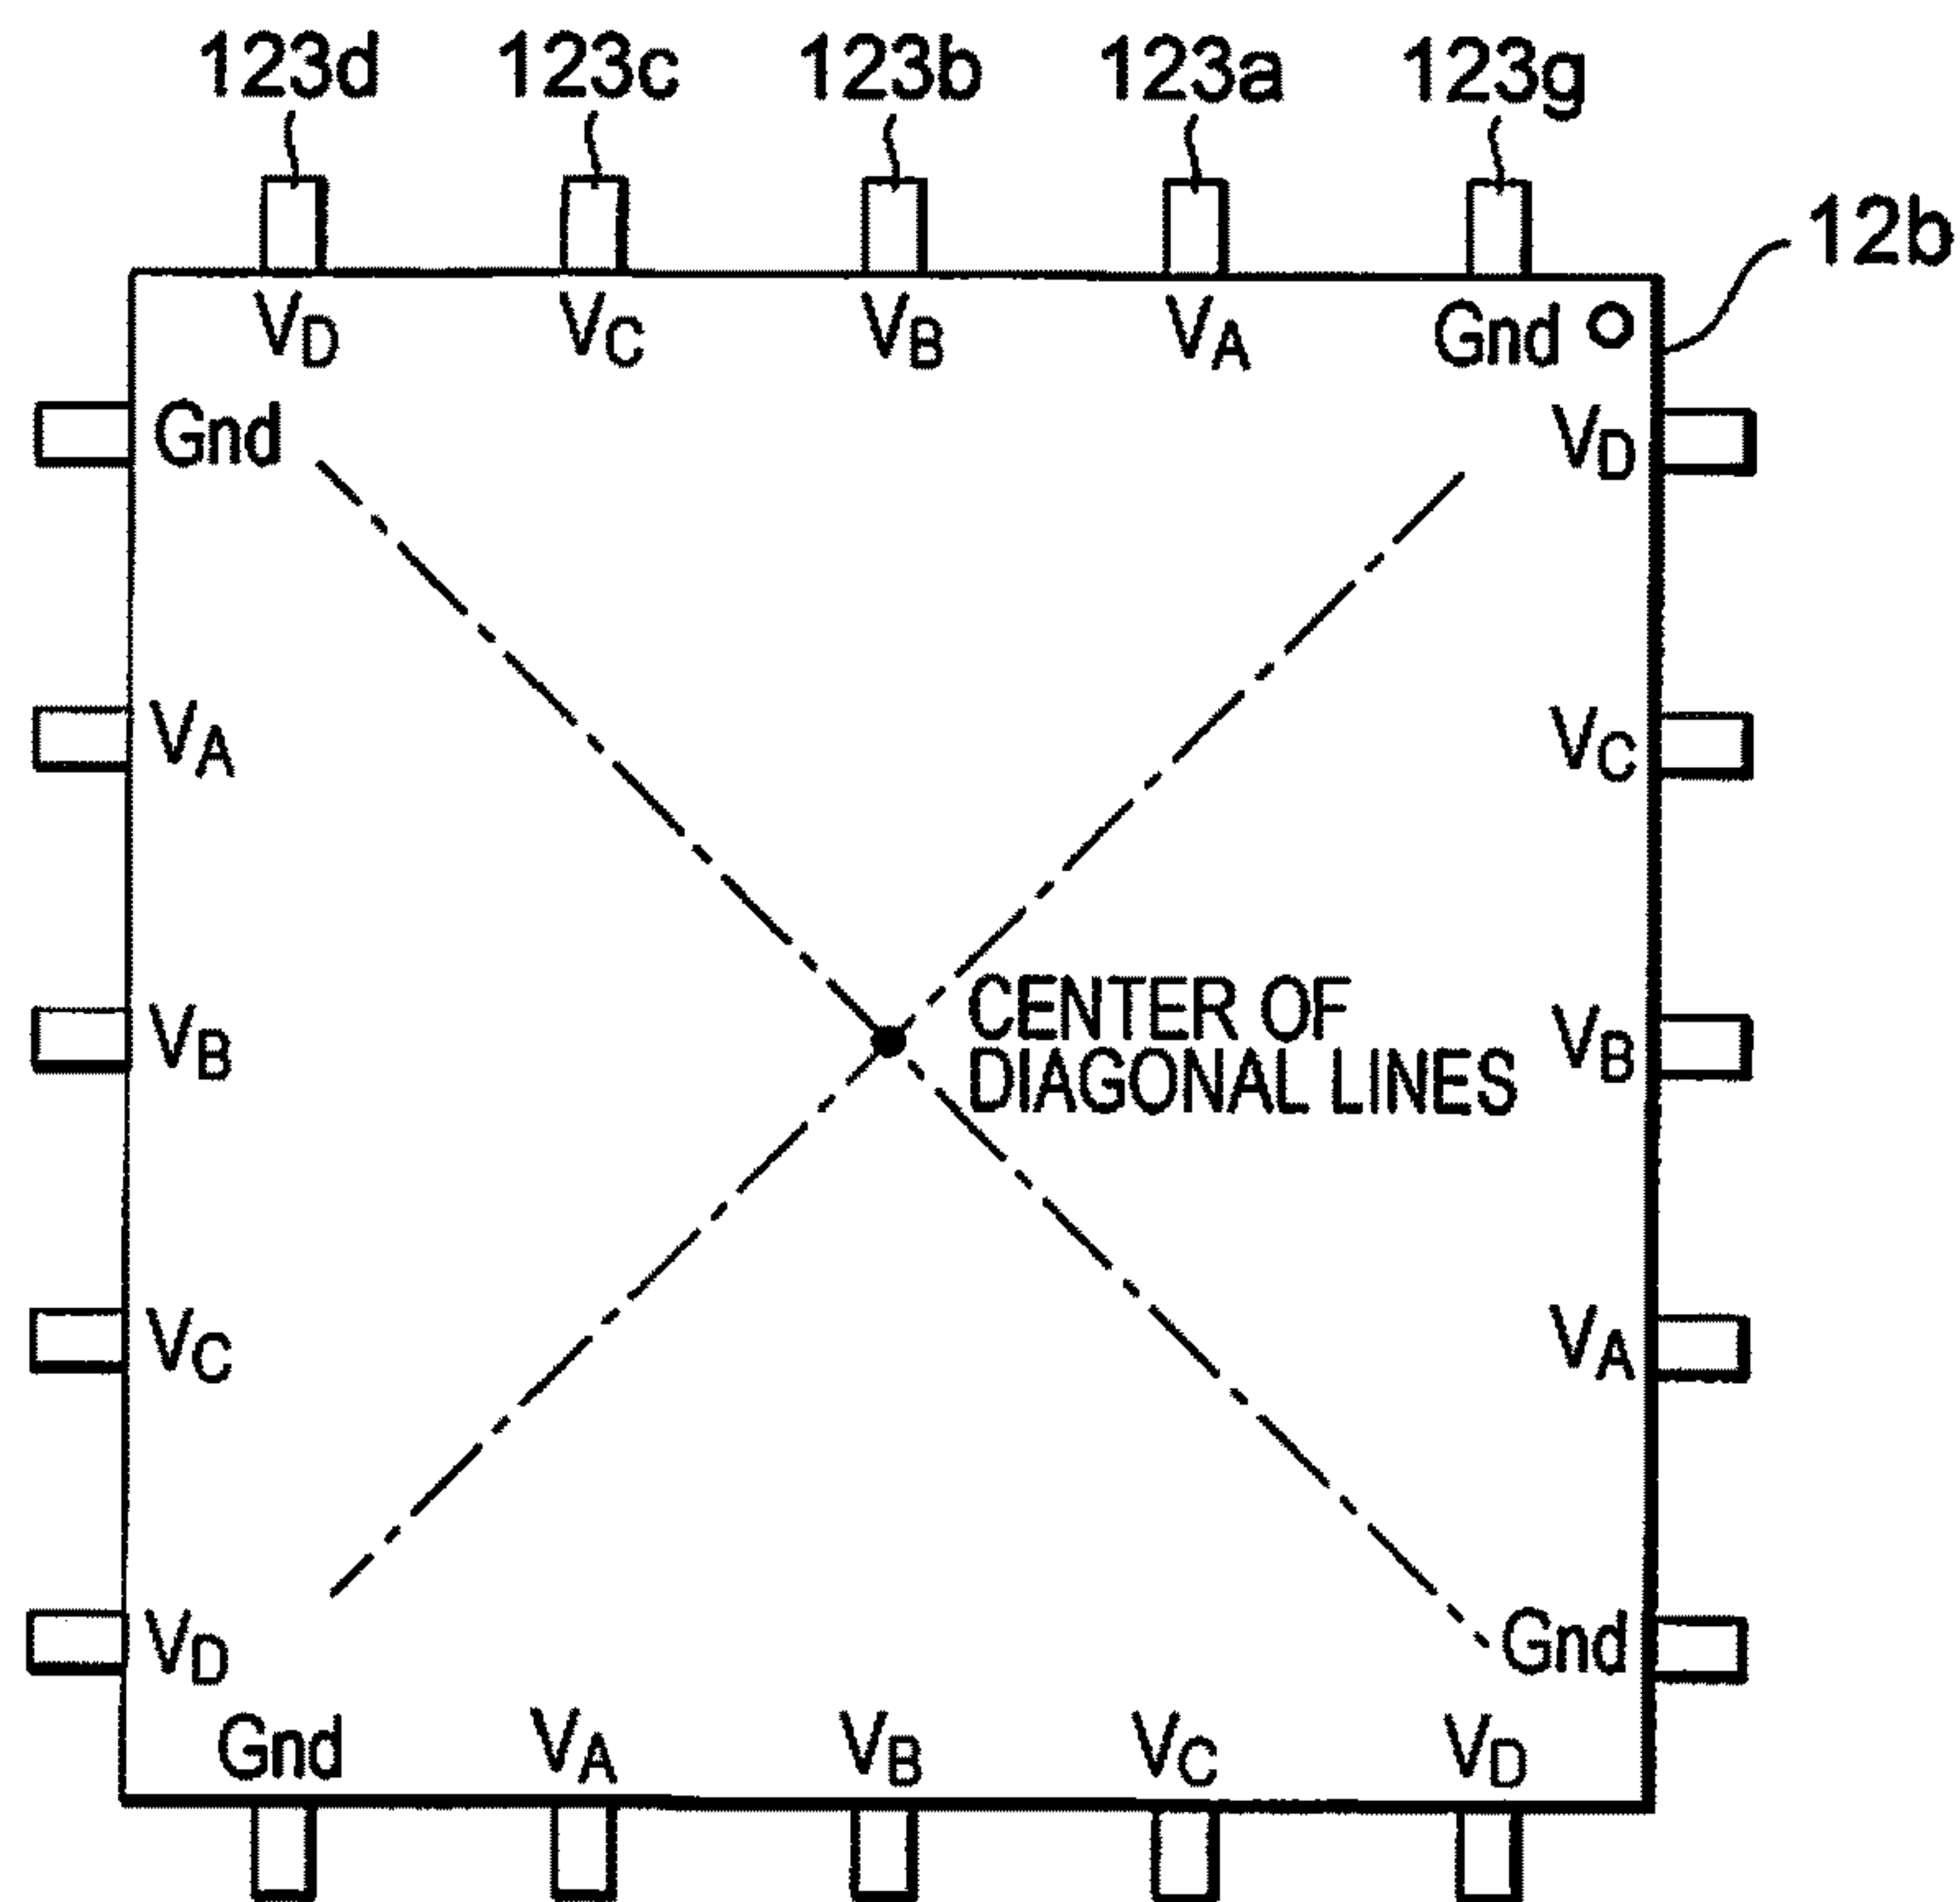 123d 123c 123b 123a 123g
12b
VD VC VB VA Gnd
Gnd VD
VA VC
VB CENTER OF VB
DIAGONAL LINES
VC VA
VD Gnd
Gnd VA VB VC VD